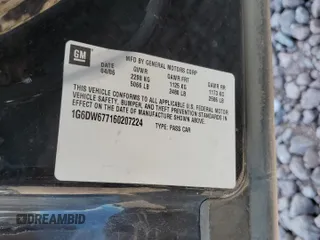 GM
MFD BY GENERAL MOTORS CORP
DATE GVWR GAWR FRT GAWR RR
04/06 2298 KG 1125 KG 1173 KG
5066 LB 2480 LB 2586 LB
THIS VEHICLE CONFORMS TO ALL APPLICABLE U.S. FEDERAL MOTOR
VEHICLE SAFETY, BUMPER, AND THEFT PREVENTION STANDARDS IN
EFFECT ON THE DATE OF MANUFACTURE SHOWN ABOVE.
1G6DW677160207224 TYPE: PASS CAR
DREAMBID